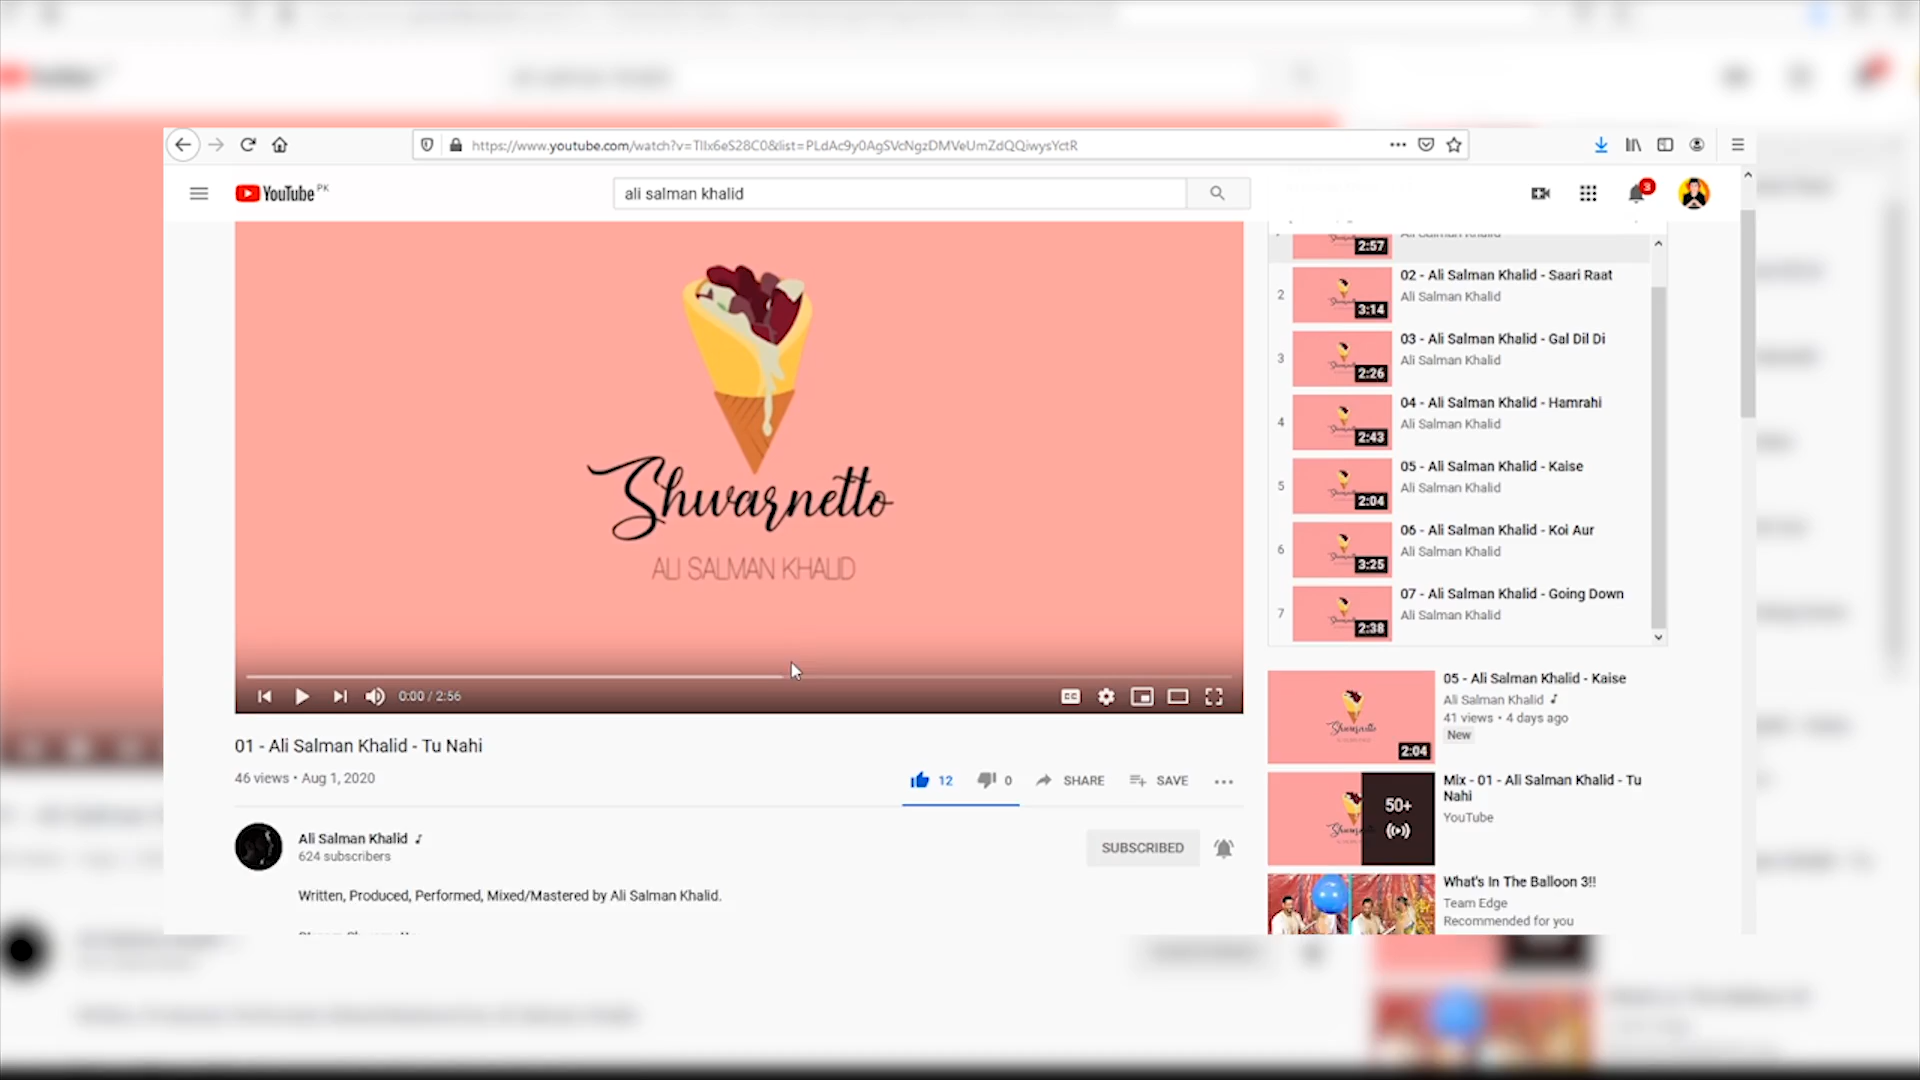 https://www.youtube.com/watch?v=TIlx6eS28C0&list=PLdAc9y0AgSVcNgzDMVeUmZdQQiwysYctR
YouTube PK
ali salman khalid
3
Shwarnetto
ALI SALMAN KHALID
0:00 / 2:56
CC
01 - Ali Salman Khalid - Tu Nahi
46 views • Aug 1, 2020
12
0
SHARE
SAVE
Ali Salman Khalid
624 subscribers
SUBSCRIBED
Written, Produced, Performed, Mixed/Mastered by Ali Salman Khalid.
2:57
Ali Salman Khalid
2
3:14
02 - Ali Salman Khalid - Saari Raat
Ali Salman Khalid
3
2:26
03 - Ali Salman Khalid - Gal Dil Di
Ali Salman Khalid
4
2:43
04 - Ali Salman Khalid - Hamrahi
Ali Salman Khalid
5
2:04
05 - Ali Salman Khalid - Kaise
Ali Salman Khalid
6
3:25
06 - Ali Salman Khalid - Koi Aur
Ali Salman Khalid
7
2:38
07 - Ali Salman Khalid - Going Down
Ali Salman Khalid
Shwarnetto
2:04
05 - Ali Salman Khalid - Kaise
Ali Salman Khalid
41 views • 4 days ago
New
50+
Mix - 01 - Ali Salman Khalid - Tu
Nahi
YouTube
What's In The Balloon 3!!
Team Edge
Recommended for you